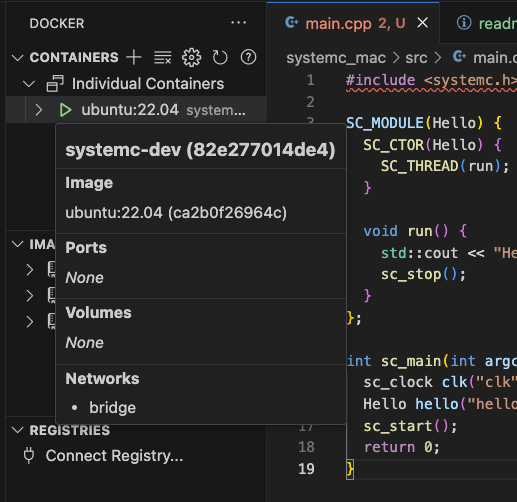 DOCKER ...
CONTAINERS
Individual Containers
ubuntu:22.04 system...
systemc-dev (82e277014de4)
Image
ubuntu:22.04 (ca2b0f26964c)
Ports
None
Volumes
None
Networks
• bridge
IMA
REGISTRIES
Connect Registry...
main.cpp 2, U
readm
systemc_mac > src > main.c
1 #include <systemc.h>
2
3
SC_MODULE(Hello) {
SC_CTOR(Hello) {
SC_THREAD(run);
}
void run() {
std::cout << "He
sc_stop();
}
};
int sc_main(int argc
sc_clock clk("clk"
Hello hello("hello
17 sc_start();
18 return 0;
19 }